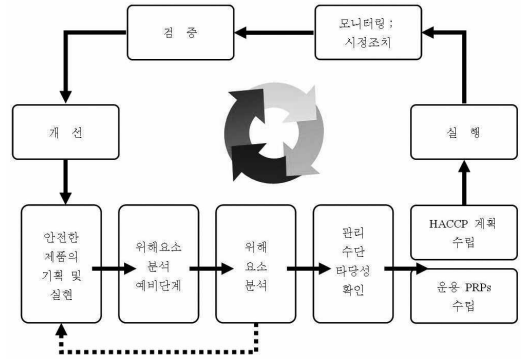 검 증
모니터링 :
시정조치
개 선
실 행
안전한
제품의
기획 및
실현
위해요소
분석
예비단계
위해
요소
분석
관리
수단
타당성
확인
HACCP 계획
수립
운용 PRPs
수립